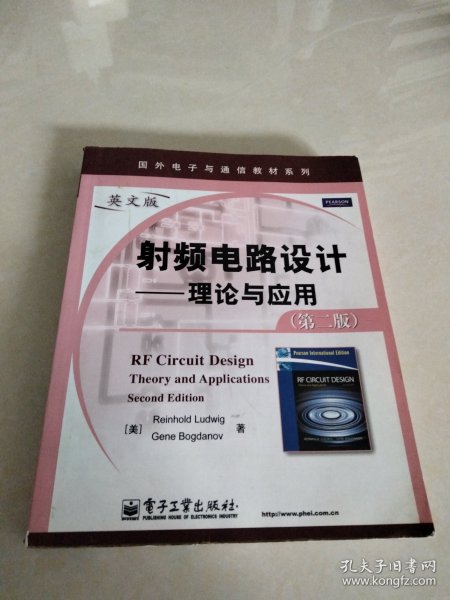 国外电子与通信教材系列
PEARSON
英文版
射频电路设计
——理论与应用
(第二版)
RF Circuit Design
Theory and Applications
Second Edition
[美] Reinhold Ludwig
Gene Bogdanov 著
Pearson International Edition
RF CIRCUIT DESIGN
電子工業出版社
PUBLISHING HOUSE OF ELECTRONICS INDUSTRY
http://www.phei.com.cn
孔夫子旧书网
www.kongfz.com